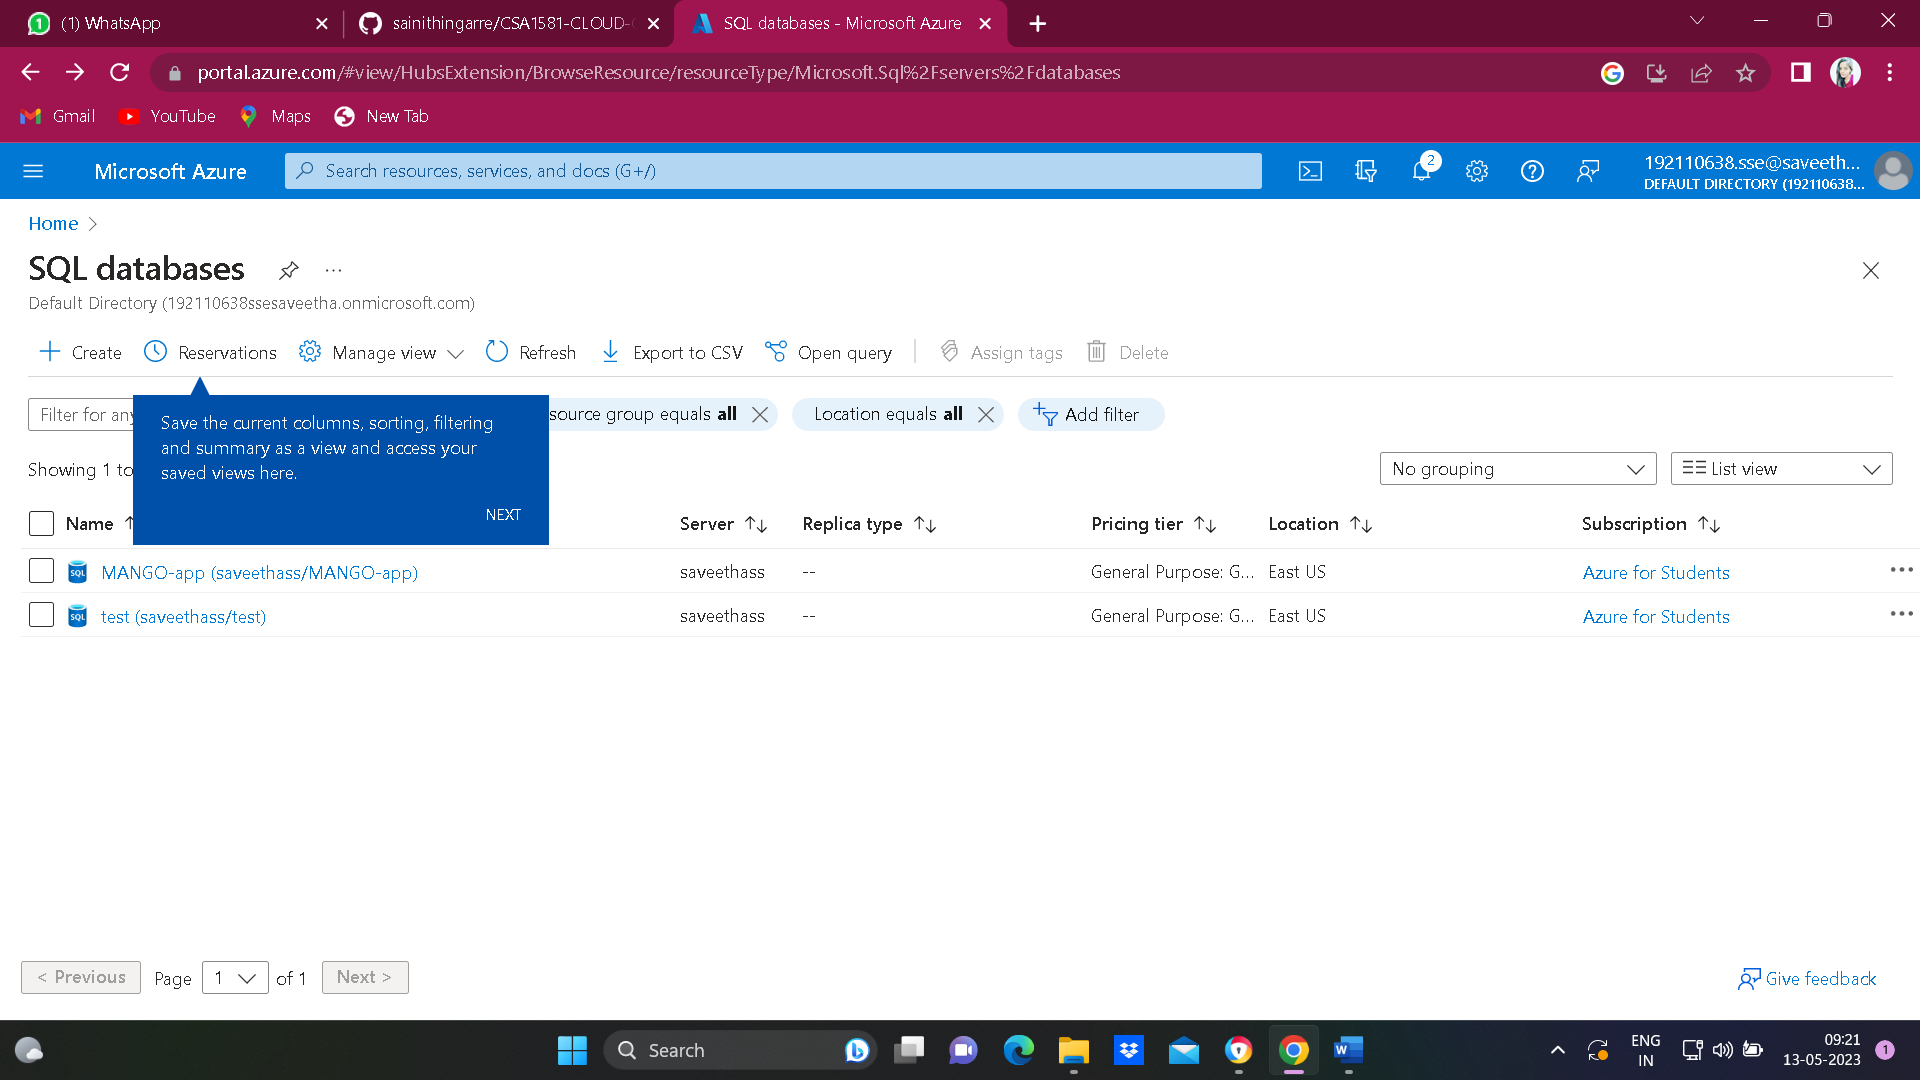 (1) WhatsApp
sainithingarre/CSA1581-CLOUD-
SQL databases - Microsoft Azure
portal.azure.com/#view/HubsExtension/BrowseResource/resourceType/Microsoft.Sql%2Fservers%2Fdatabases
Gmail YouTube Maps New Tab
Microsoft Azure
Search resources, services, and docs (G+/)
2
192110638.sse@saveeth...
DEFAULT DIRECTORY (192110638...
Home >
SQL databases
Default Directory (192110638ssesaveetha.onmicrosoft.com)
Create Reservations Manage view Refresh Export to CSV Open query Assign tags Delete
Filter for any
Save the current columns, sorting, filtering
and summary as a view and access your
saved views here.
NEXT
source group equals all
Location equals all
Add filter
Showing 1 to
No grouping
List view
Name Server Replica type Pricing tier Location Subscription
MANGO-app (saveethass/MANGO-app) saveethass -- General Purpose: G... East US Azure for Students
test (saveethass/test) saveethass -- General Purpose: G... East US Azure for Students
< Previous Page 1 of 1 Next >
Give feedback
Search
ENG
IN
09:21
13-05-2023
1